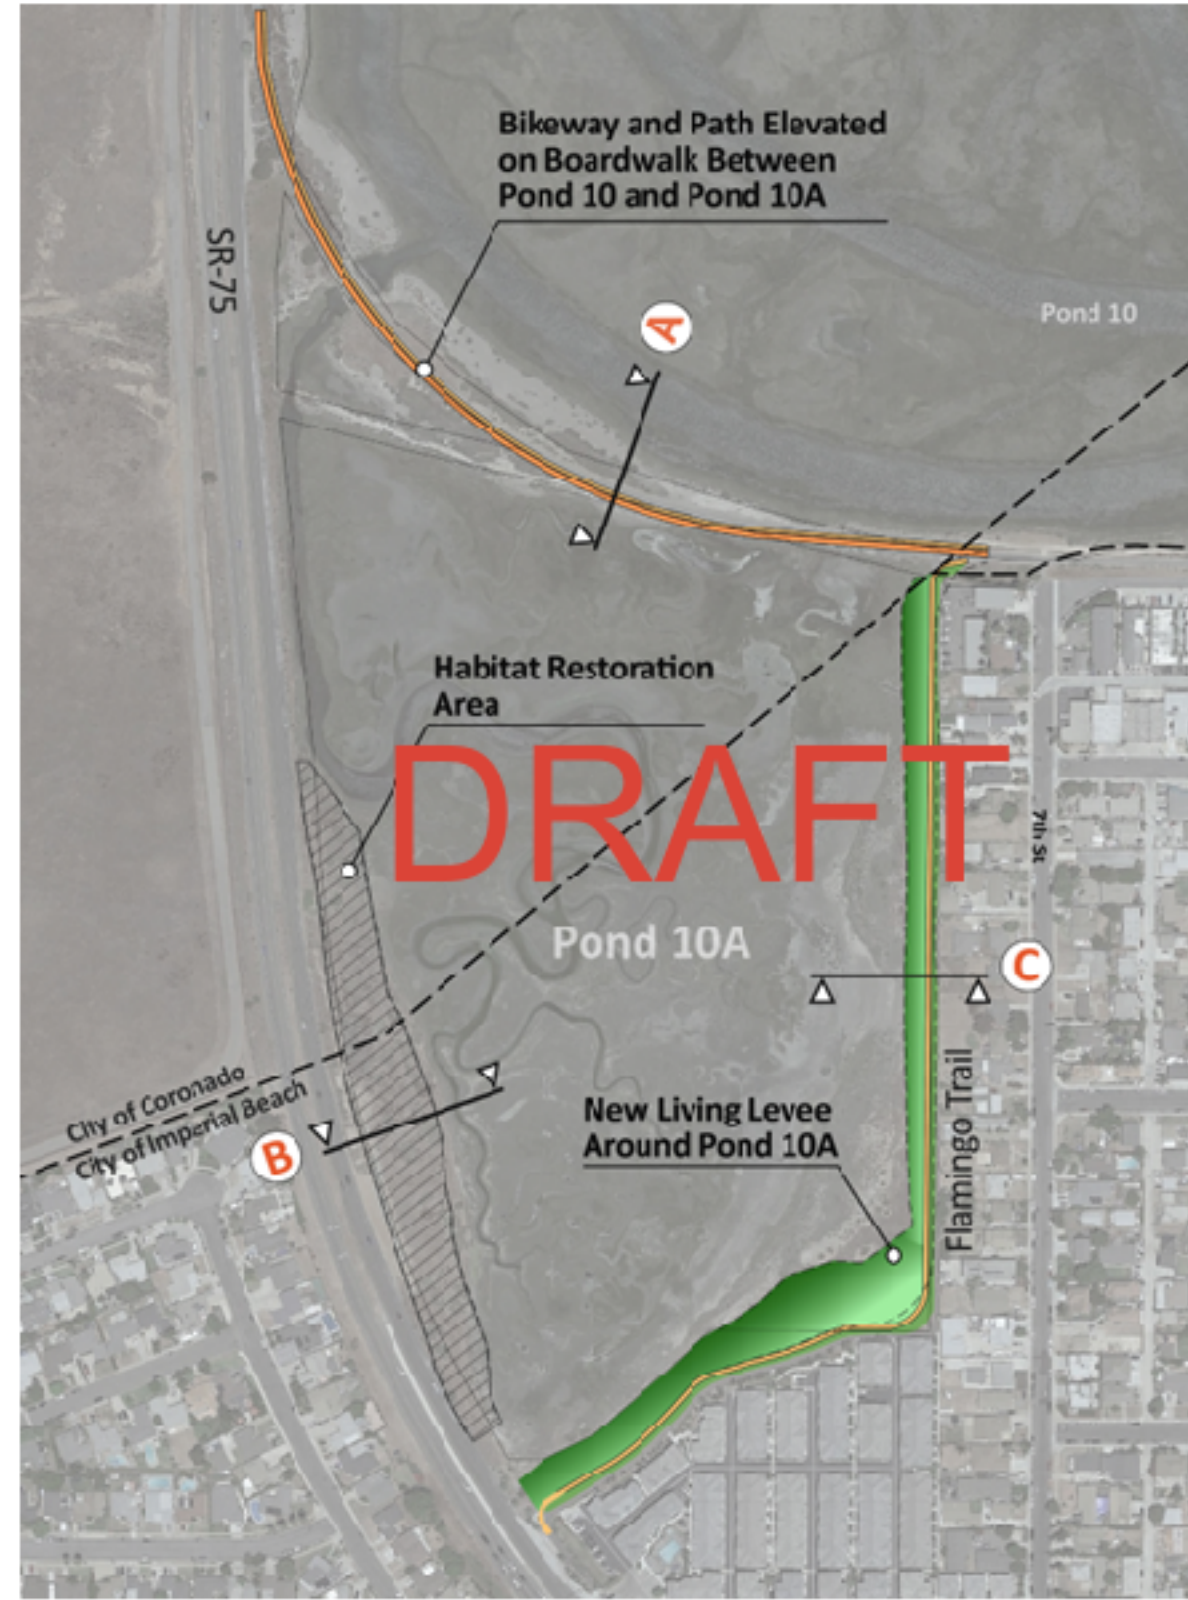 Bikeway and Path Elevated
on Boardwalk Between
Pond 10 and Pond 10A
SR-75
A
Pond 10
Habitat Restoration
Area
DRAFT
7th St
Pond 10A
C
City of Coronado
City of Imperial Beach
B
New Living Levee
Around Pond 10A
Flamingo Trail